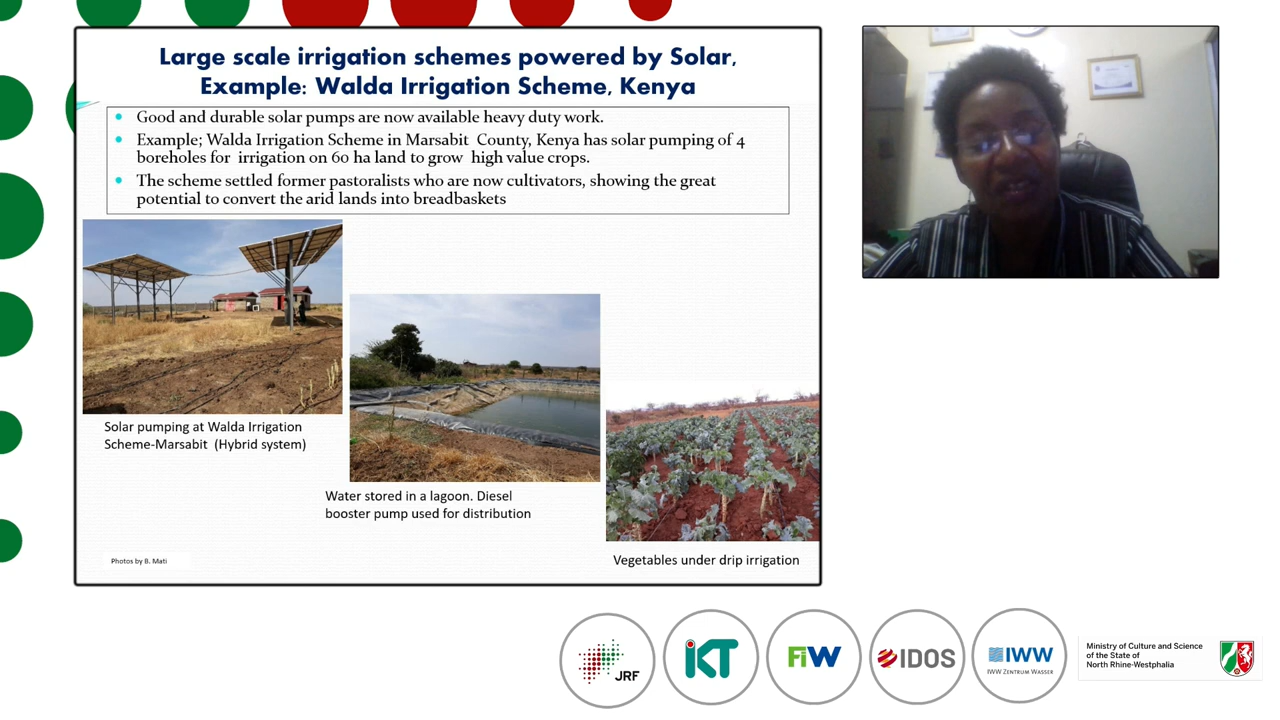 Large scale irrigation schemes powered by Solar,
Example: Walda Irrigation Scheme, Kenya
Good and durable solar pumps are now available heavy duty work.
Example; Walda Irrigation Scheme in Marsabit County, Kenya has solar pumping of 4
boreholes for irrigation on 60 ha land to grow high value crops.
The scheme settled former pastoralists who are now cultivators, showing the great
potential to convert the arid lands into breadbaskets
Solar pumping at Walda Irrigation
Scheme-Marsabit (Hybrid system)
Water stored in a lagoon. Diesel
booster pump used for distribution
Vegetables under drip irrigation
Photos by B. Mati
JRF
iKT
FiW
IDOS
IWW
IWW ZENTRUM WASSER
Ministry of Culture and Science
of the State of
North Rhine-Westphalia